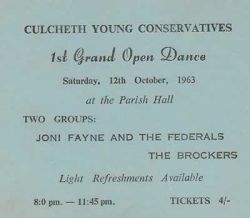 CULCHETH YOUNG CONSERVATIVES
1st Grand Open Dance
Saturday, 12th October, 1963
at the Parish Hall
TWO GROUPS:
JONI FAYNE AND THE FEDERALS
THE BROCKERS
Light Refreshments Available
8:0 pm. — 11:45 pm. TICKETS 4/-